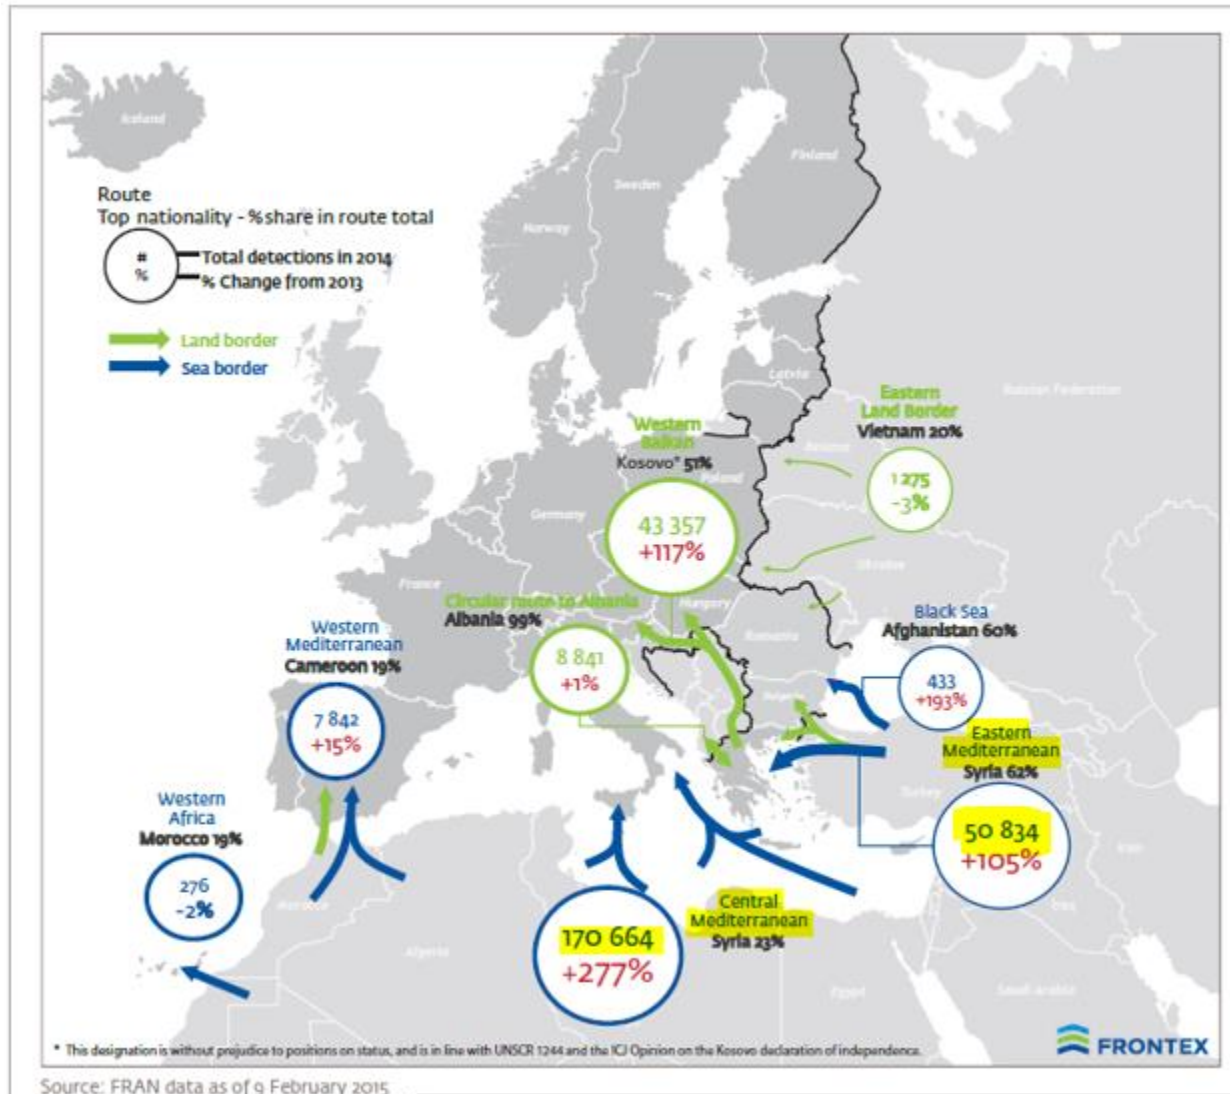 Iceland
Finland
Sweden
Norway
Route
Top nationality - % share in route total
#
%
Total detections in 2014
% Change from 2013
Land border
Sea border
Latvia
Russian Federation
Eastern
Land Border
Vietnam 20%
1 275
-3%
Belarus
Western
Balkan
Kosovo* 51%
Poland
43 357
+117%
Germany
Ukraine
France
Circular route to Albania
Albania 99%
8 841
+1%
Hungary
Romania
Black Sea
Afghanistan 60%
433
+193%
Western
Mediterranean
Cameroon 19%
7 842
+15%
Eastern
Mediterranean
Syria 62%
50 834
+105%
Turkey
Western
Africa
Morocco 19%
276
-2%
Morocco
Central
Mediterranean
Syria 23%
170 664
+277%
Algeria
Egypt
Saudi-arabia
Iraq
Iran
* This designation is without prejudice to positions on status, and is in line with UNSCR 1244 and the ICJ Opinion on the Kosovo declaration of independence.
FRONTEX
Source: FRAN data as of 9 February 2015